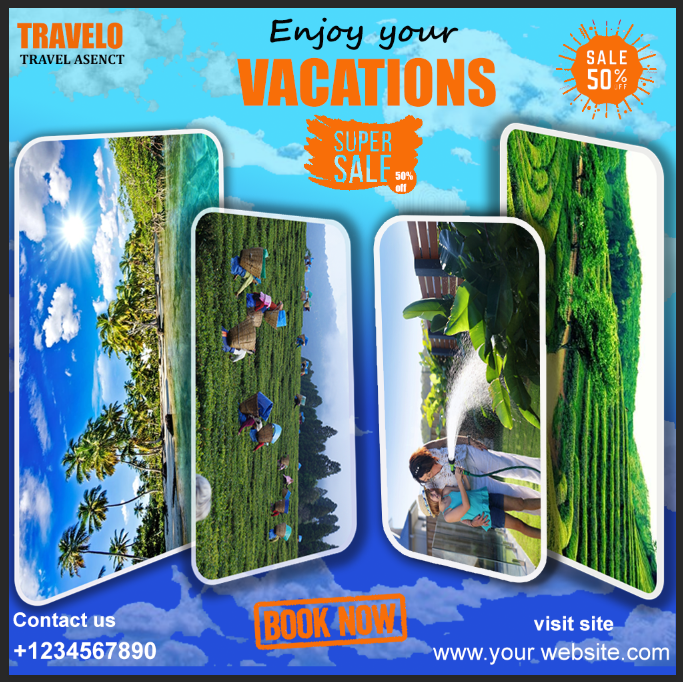 TRAVELO
TRAVEL ASENCT
Enjoy your
VACATIONS
SALE
50%
OFF
SUPER
SALE
50%
off
BOOK NOW
Contact us
+1234567890
visit site
www.your website.com